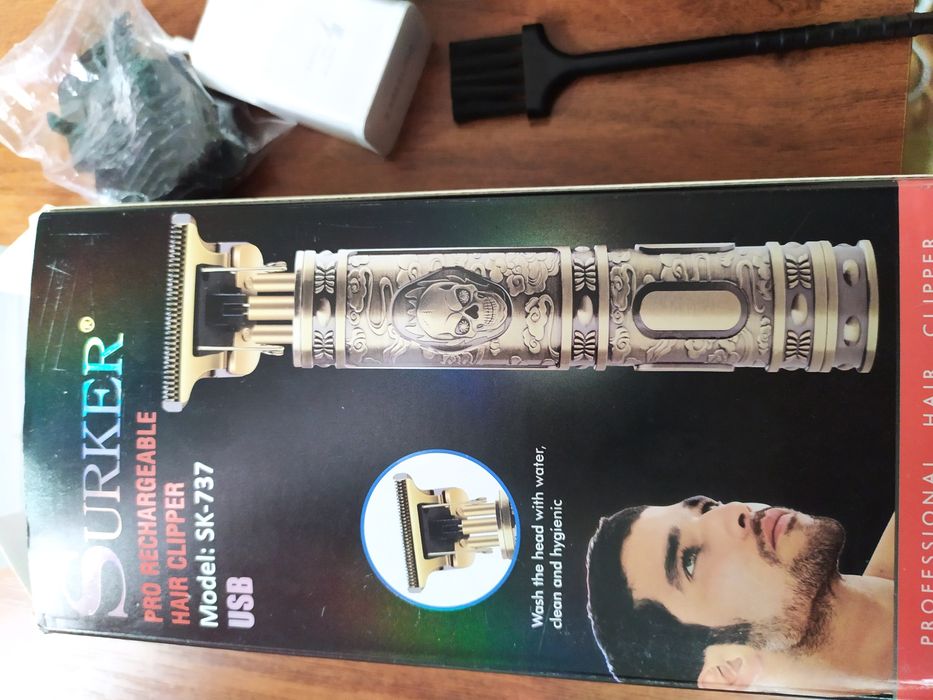 SURKER®
PRO RECHARGEABLE
HAIR CLIPPER
Model: SK-737
USB
Wash the head with water,
clean and hygienic
PROFESSIONAL HAIR CLIPPER